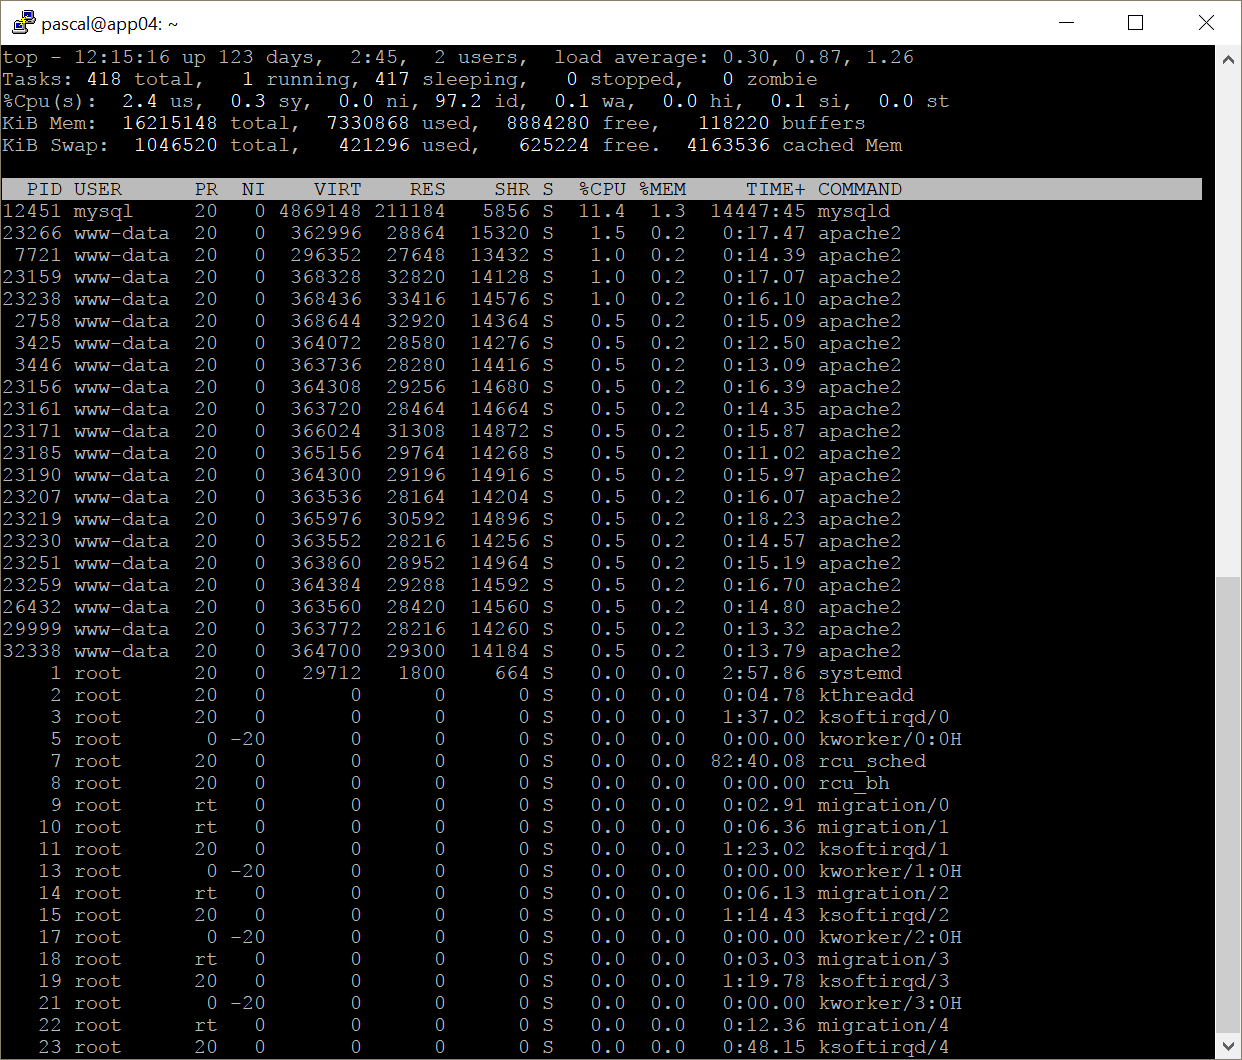 pascal@app04: ~
top - 12:15:16 up 123 days,  2:45,  2 users,  load average: 0.30, 0.87, 1.26
Tasks: 418 total,   1 running, 417 sleeping,   0 stopped,   0 zombie
%Cpu(s):  2.4 us,  0.3 sy,  0.0 ni, 97.2 id,  0.1 wa,  0.0 hi,  0.1 si,  0.0 st
KiB Mem:  16215148 total,  7330868 used,  8884280 free,   118220 buffers
KiB Swap:  1046520 total,   421296 used,   625224 free.  4163536 cached Mem
PID USER      PR  NI    VIRT    RES    SHR S  %CPU %MEM     TIME+ COMMAND
12451 mysql     20   0 4869148 211184   5856 S  11.4  1.3  14447:45 mysqld
23266 www-data  20   0  362996  28864  15320 S   1.5  0.2   0:17.47 apache2
7721 www-data  20   0  296352  27648  13432 S   1.0  0.2   0:14.39 apache2
23159 www-data  20   0  368328  32820  14128 S   1.0  0.2   0:17.07 apache2
23238 www-data  20   0  368436  33416  14576 S   1.0  0.2   0:16.10 apache2
2758 www-data  20   0  368644  32920  14364 S   0.5  0.2   0:15.09 apache2
3425 www-data  20   0  364072  28580  14276 S   0.5  0.2   0:12.50 apache2
3446 www-data  20   0  363736  28280  14416 S   0.5  0.2   0:13.09 apache2
23156 www-data  20   0  364308  29256  14680 S   0.5  0.2   0:16.39 apache2
23161 www-data  20   0  363720  28464  14664 S   0.5  0.2   0:14.35 apache2
23171 www-data  20   0  366024  31308  14872 S   0.5  0.2   0:15.87 apache2
23185 www-data  20   0  365156  29764  14268 S   0.5  0.2   0:11.02 apache2
23190 www-data  20   0  364300  29196  14916 S   0.5  0.2   0:15.97 apache2
23207 www-data  20   0  363536  28164  14204 S   0.5  0.2   0:16.07 apache2
23219 www-data  20   0  365976  30592  14896 S   0.5  0.2   0:18.23 apache2
23230 www-data  20   0  363552  28216  14256 S   0.5  0.2   0:14.57 apache2
23251 www-data  20   0  363860  28952  14964 S   0.5  0.2   0:15.19 apache2
23259 www-data  20   0  364384  29288  14592 S   0.5  0.2   0:16.70 apache2
26432 www-data  20   0  363560  28420  14560 S   0.5  0.2   0:14.80 apache2
29999 www-data  20   0  363772  28216  14260 S   0.5  0.2   0:13.32 apache2
32338 www-data  20   0  364700  29300  14184 S   0.5  0.2   0:13.79 apache2
1 root      20   0   29712   1800    664 S   0.0  0.0   2:57.86 systemd
2 root      20   0       0      0      0 S   0.0  0.0   0:04.78 kthreadd
3 root      20   0       0      0      0 S   0.0  0.0   1:37.02 ksoftirqd/0
5 root       0 -20       0      0      0 S   0.0  0.0   0:00.00 kworker/0:0H
7 root      20   0       0      0      0 S   0.0  0.0  82:40.08 rcu_sched
8 root      20   0       0      0      0 S   0.0  0.0   0:00.00 rcu_bh
9 root      rt   0       0      0      0 S   0.0  0.0   0:02.91 migration/0
10 root      rt   0       0      0      0 S   0.0  0.0   0:06.36 migration/1
11 root      20   0       0      0      0 S   0.0  0.0   1:23.02 ksoftirqd/1
13 root       0 -20       0      0      0 S   0.0  0.0   0:00.00 kworker/1:0H
14 root      rt   0       0      0      0 S   0.0  0.0   0:06.13 migration/2
15 root      20   0       0      0      0 S   0.0  0.0   1:14.43 ksoftirqd/2
17 root       0 -20       0      0      0 S   0.0  0.0   0:00.00 kworker/2:0H
18 root      rt   0       0      0      0 S   0.0  0.0   0:03.03 migration/3
19 root      20   0       0      0      0 S   0.0  0.0   1:19.78 ksoftirqd/3
21 root       0 -20       0      0      0 S   0.0  0.0   0:00.00 kworker/3:0H
22 root      rt   0       0      0      0 S   0.0  0.0   0:12.36 migration/4
23 root      20   0       0      0      0 S   0.0  0.0   0:48.15 ksoftirqd/4